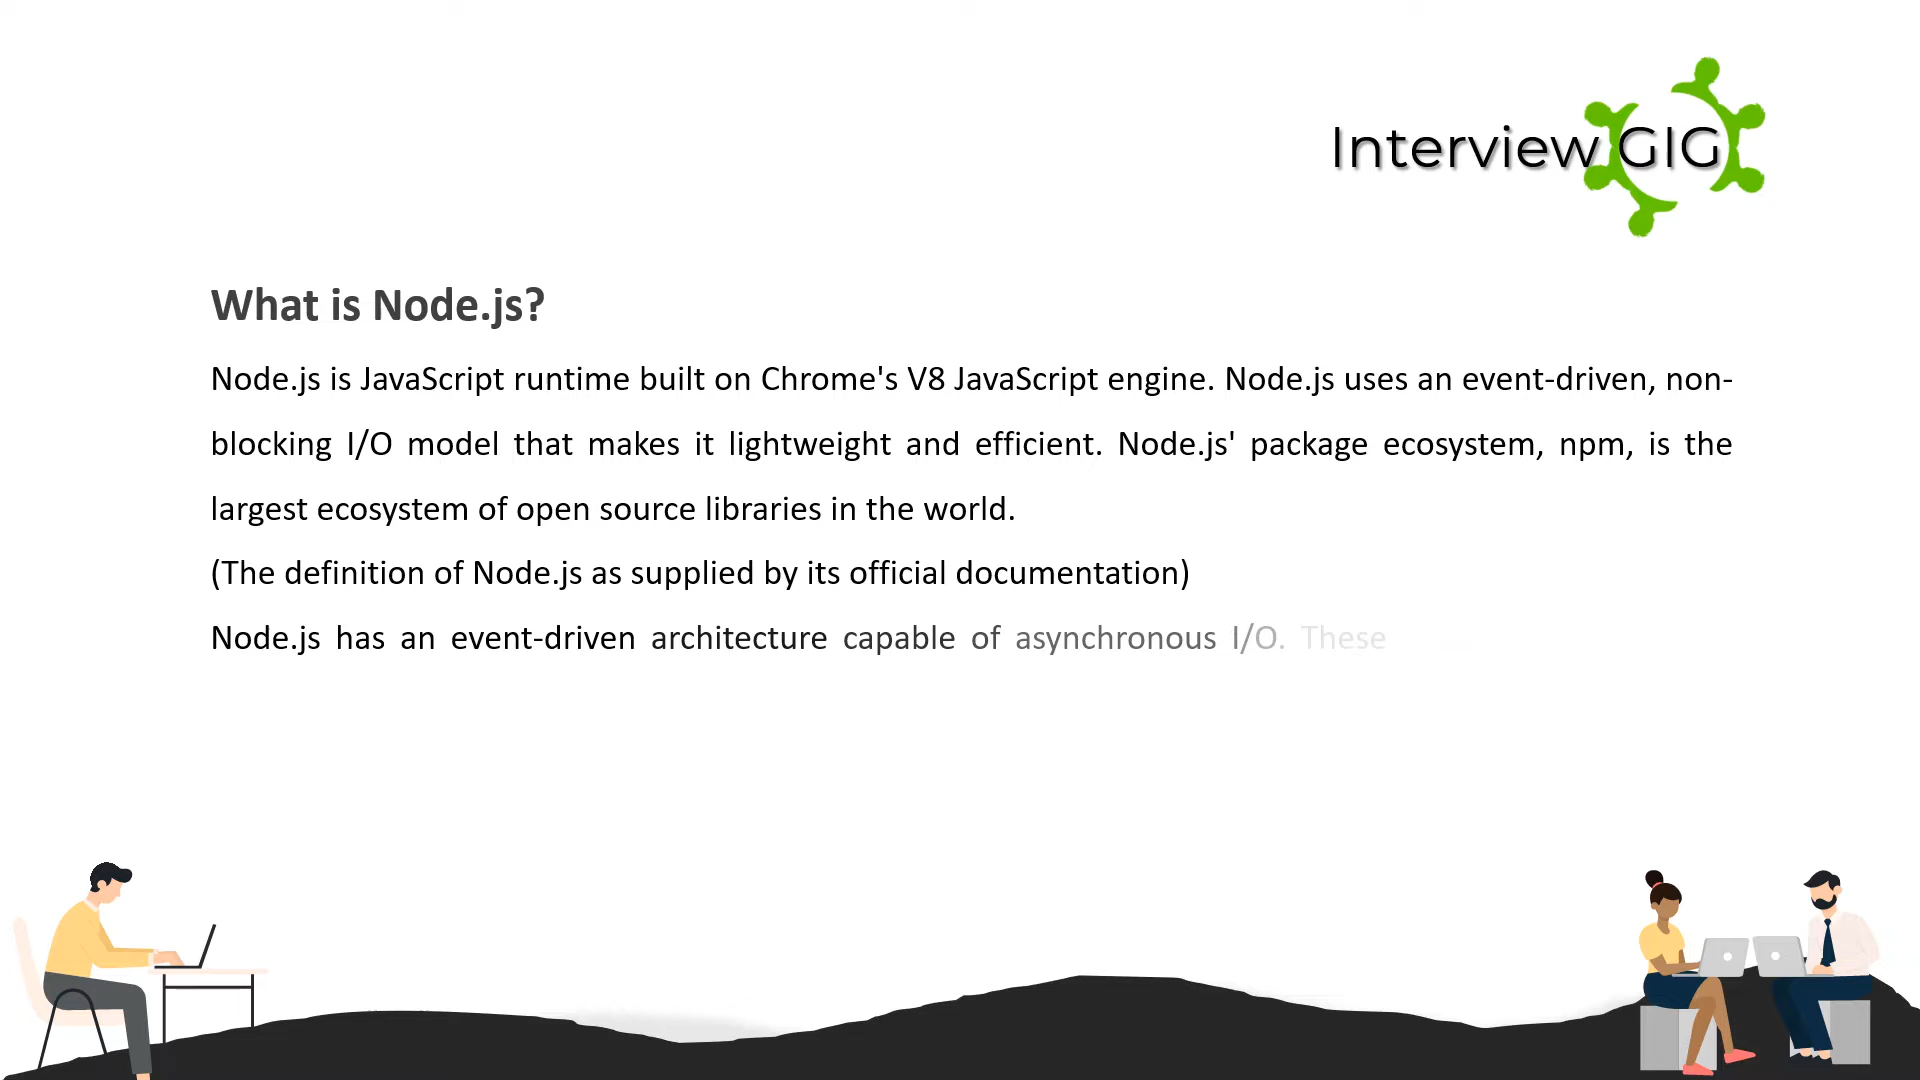 Interview GIG
What is Node.js?
Node.js is JavaScript runtime built on Chrome's V8 JavaScript engine. Node.js uses an event-driven, non-
blocking I/O model that makes it lightweight and efficient. Node.js' package ecosystem, npm, is the
largest ecosystem of open source libraries in the world.
(The definition of Node.js as supplied by its official documentation)
Node.js has an event-driven architecture capable of asynchronous I/O. These